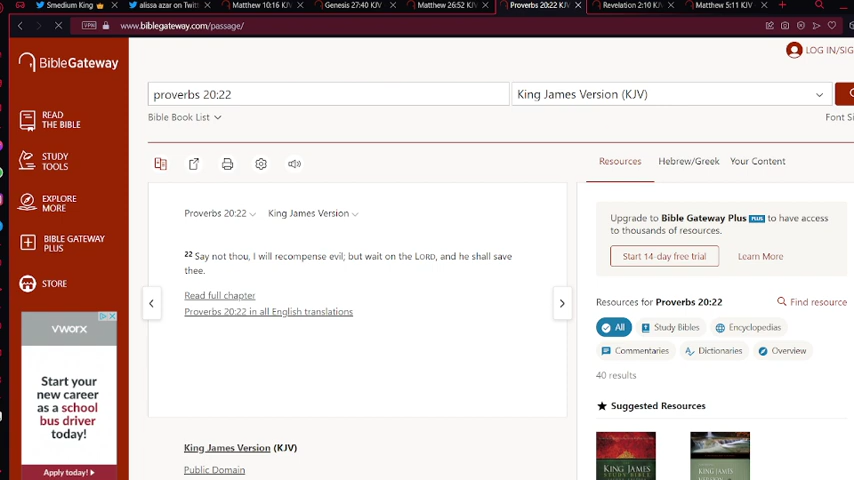 Smedium King
alissa azar on Twitt
Matthew 10:16 KJV
Genesis 27:40 KJV
Matthew 26:52 KJV
Proverbs 20:22 KJV
Revelation 2:10 KJV
Matthew 5:11 KJV
VPN
www.biblegateway.com/passage/
BibleGateway
LOG IN/SIG
proverbs 20:22
King James Version (KJV)
Bible Book List
Font Si
READ
THE BIBLE
STUDY
TOOLS
EXPLORE
MORE
BIBLE GATEWAY
PLUS
STORE
Resources
Hebrew/Greek
Your Content
Proverbs 20:22
King James Version
22 Say not thou, I will recompense evil; but wait on the LORD, and he shall save
thee.
Read full chapter
Proverbs 20:22 in all English translations
King James Version (KJV)
Public Domain
Upgrade to Bible Gateway Plus PLUS to have access
to thousands of resources.
Start 14-day free trial
Learn More
Resources for Proverbs 20:22
Find resource
All
Study Bibles
Encyclopedias
Commentaries
Dictionaries
Overview
40 results
Suggested Resources
KING JAMES
STUDY BIBLE
KING JAMES
vworx
Start your
new career
as a school
bus driver
today!
Apply today!